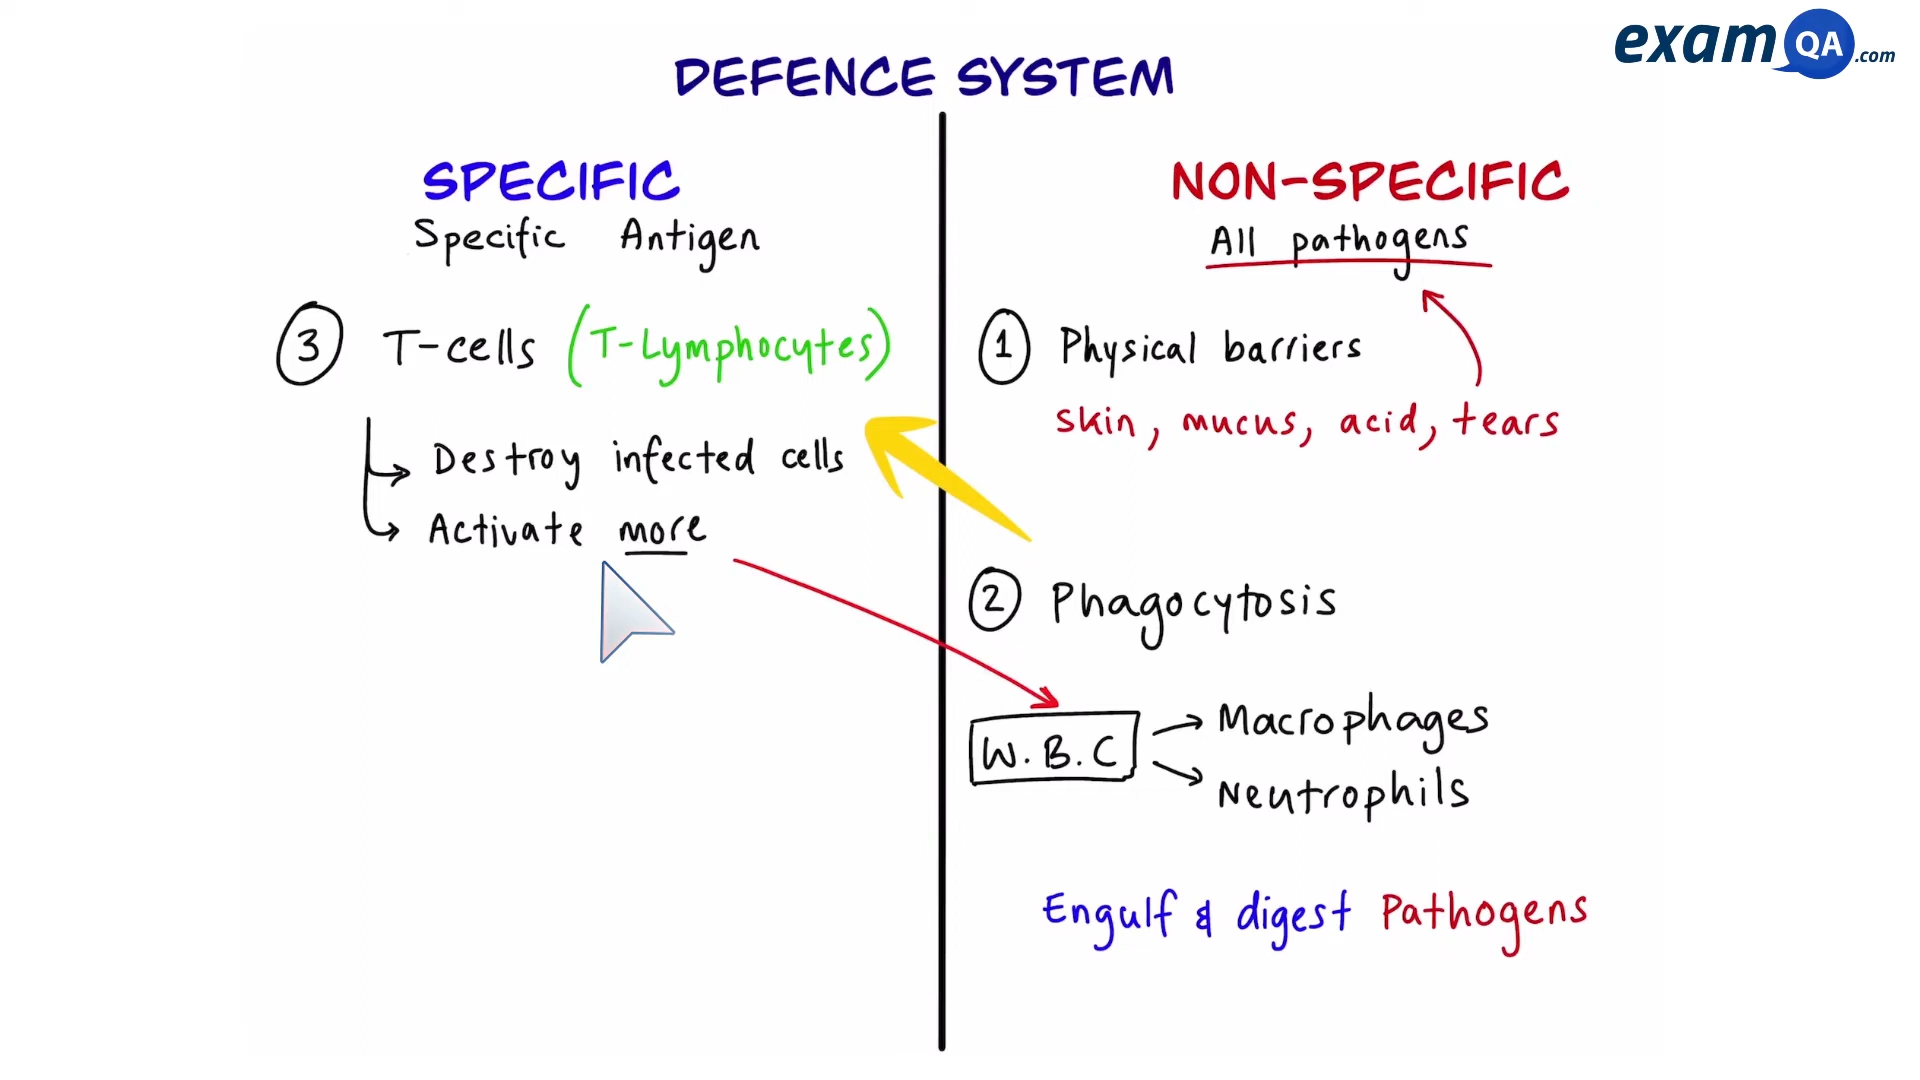 examQA.com
DEFENCE SYSTEM
SPECIFIC
Specific Antigen
3 T-cells (T-Lymphocytes)
Destroy infected cells
Activate more
NON-SPECIFIC
All pathogens
1 Physical barriers
skin, mucus, acid, tears
2 Phagocytosis
W.B.C
Macrophages
Neutrophils
Engulf & digest Pathogens